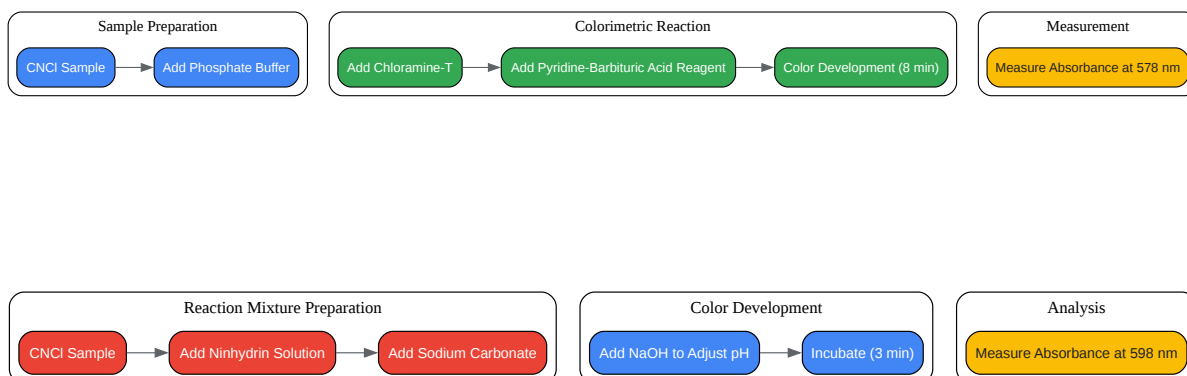 Sample Preparation
CNCl Sample
Add Phosphate Buffer
Colorimetric Reaction
Add Chloramine-T
Add Pyridine-Barbituric Acid Reagent
Color Development (8 min)
Measurement
Measure Absorbance at 578 nm
Reaction Mixture Preparation
CNCl Sample
Add Ninhydrin Solution
Add Sodium Carbonate
Color Development
Add NaOH to Adjust pH
Incubate (3 min)
Analysis
Measure Absorbance at 598 nm